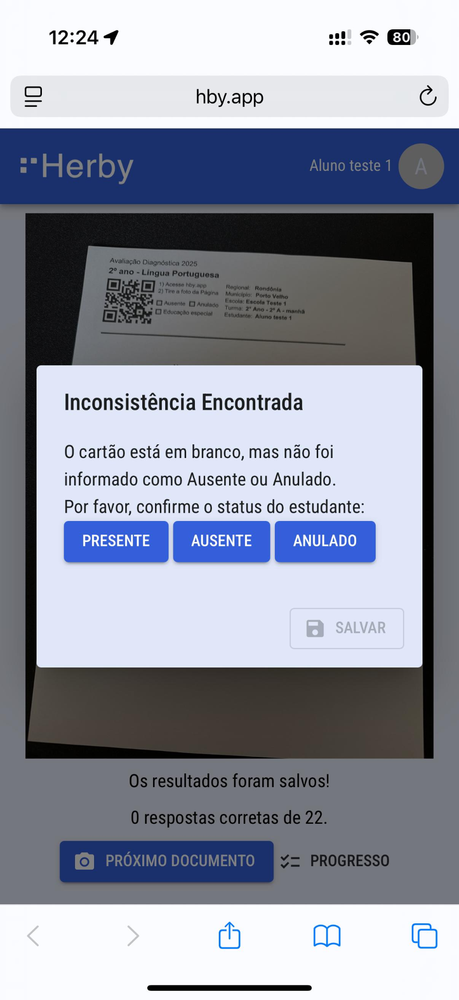 12:24
80
hby.app
Herby
Aluno teste 1
A
Avaliação Diagnóstica 2025
2º ano - Língua Portuguesa
1) Acesse hby.app
2) Tire a foto da Página
Ausente Anulado
Educação especial
Regional: Rondônia
Município: Porto Velho
Escola: Escola Teste 1
Turma: 2º Ano - 2º A - manhã
Estudante: Aluno teste 1
Inconsistência Encontrada
O cartão está em branco, mas não foi
informado como Ausente ou Anulado.
Por favor, confirme o status do estudante:
PRESENTE AUSENTE ANULADO
SALVAR
Os resultados foram salvos!
0 respostas corretas de 22.
PRÓXIMO DOCUMENTO PROGRESSO